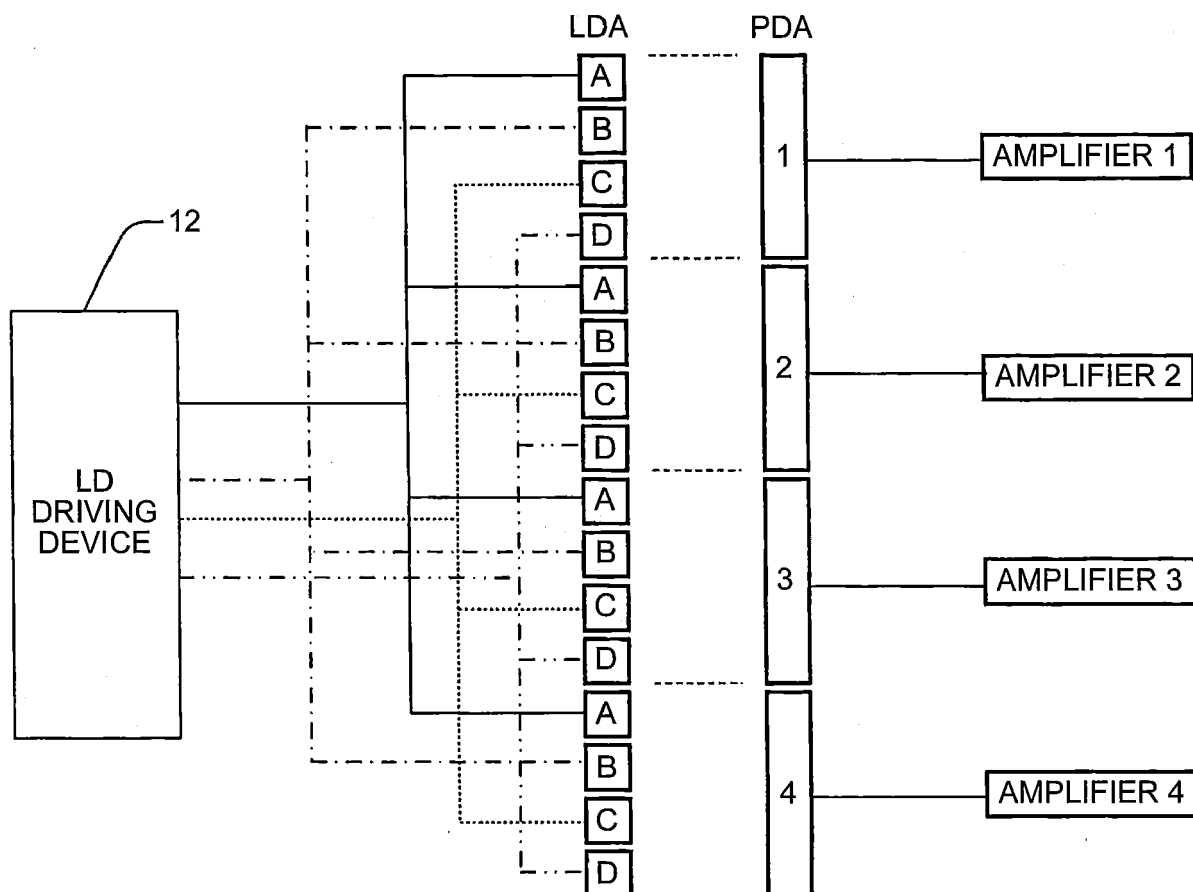 LDA PDA
A
B
C
D
A
B
C
D
A
B
C
D
A
B
C
D
1
2
3
4
AMPLIFIER 1
AMPLIFIER 2
AMPLIFIER 3
AMPLIFIER 4
12
LD
DRIVING
DEVICE